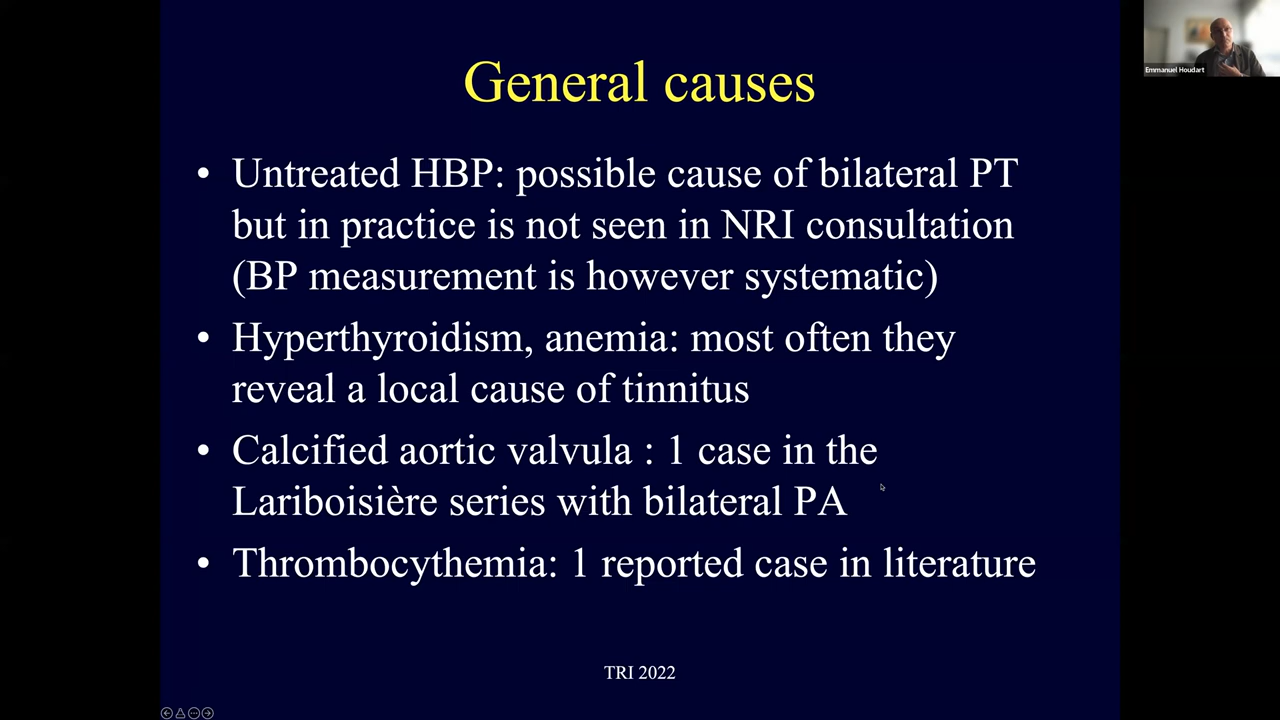 General causes
• Untreated HBP: possible cause of bilateral PT
but in practice is not seen in NRI consultation
(BP measurement is however systematic)
• Hyperthyroidism, anemia: most often they
reveal a local cause of tinnitus
• Calcified aortic valvula : 1 case in the
Lariboisière series with bilateral PA
• Thrombocythemia: 1 reported case in literature
TRI 2022
Emmanuel Houdart